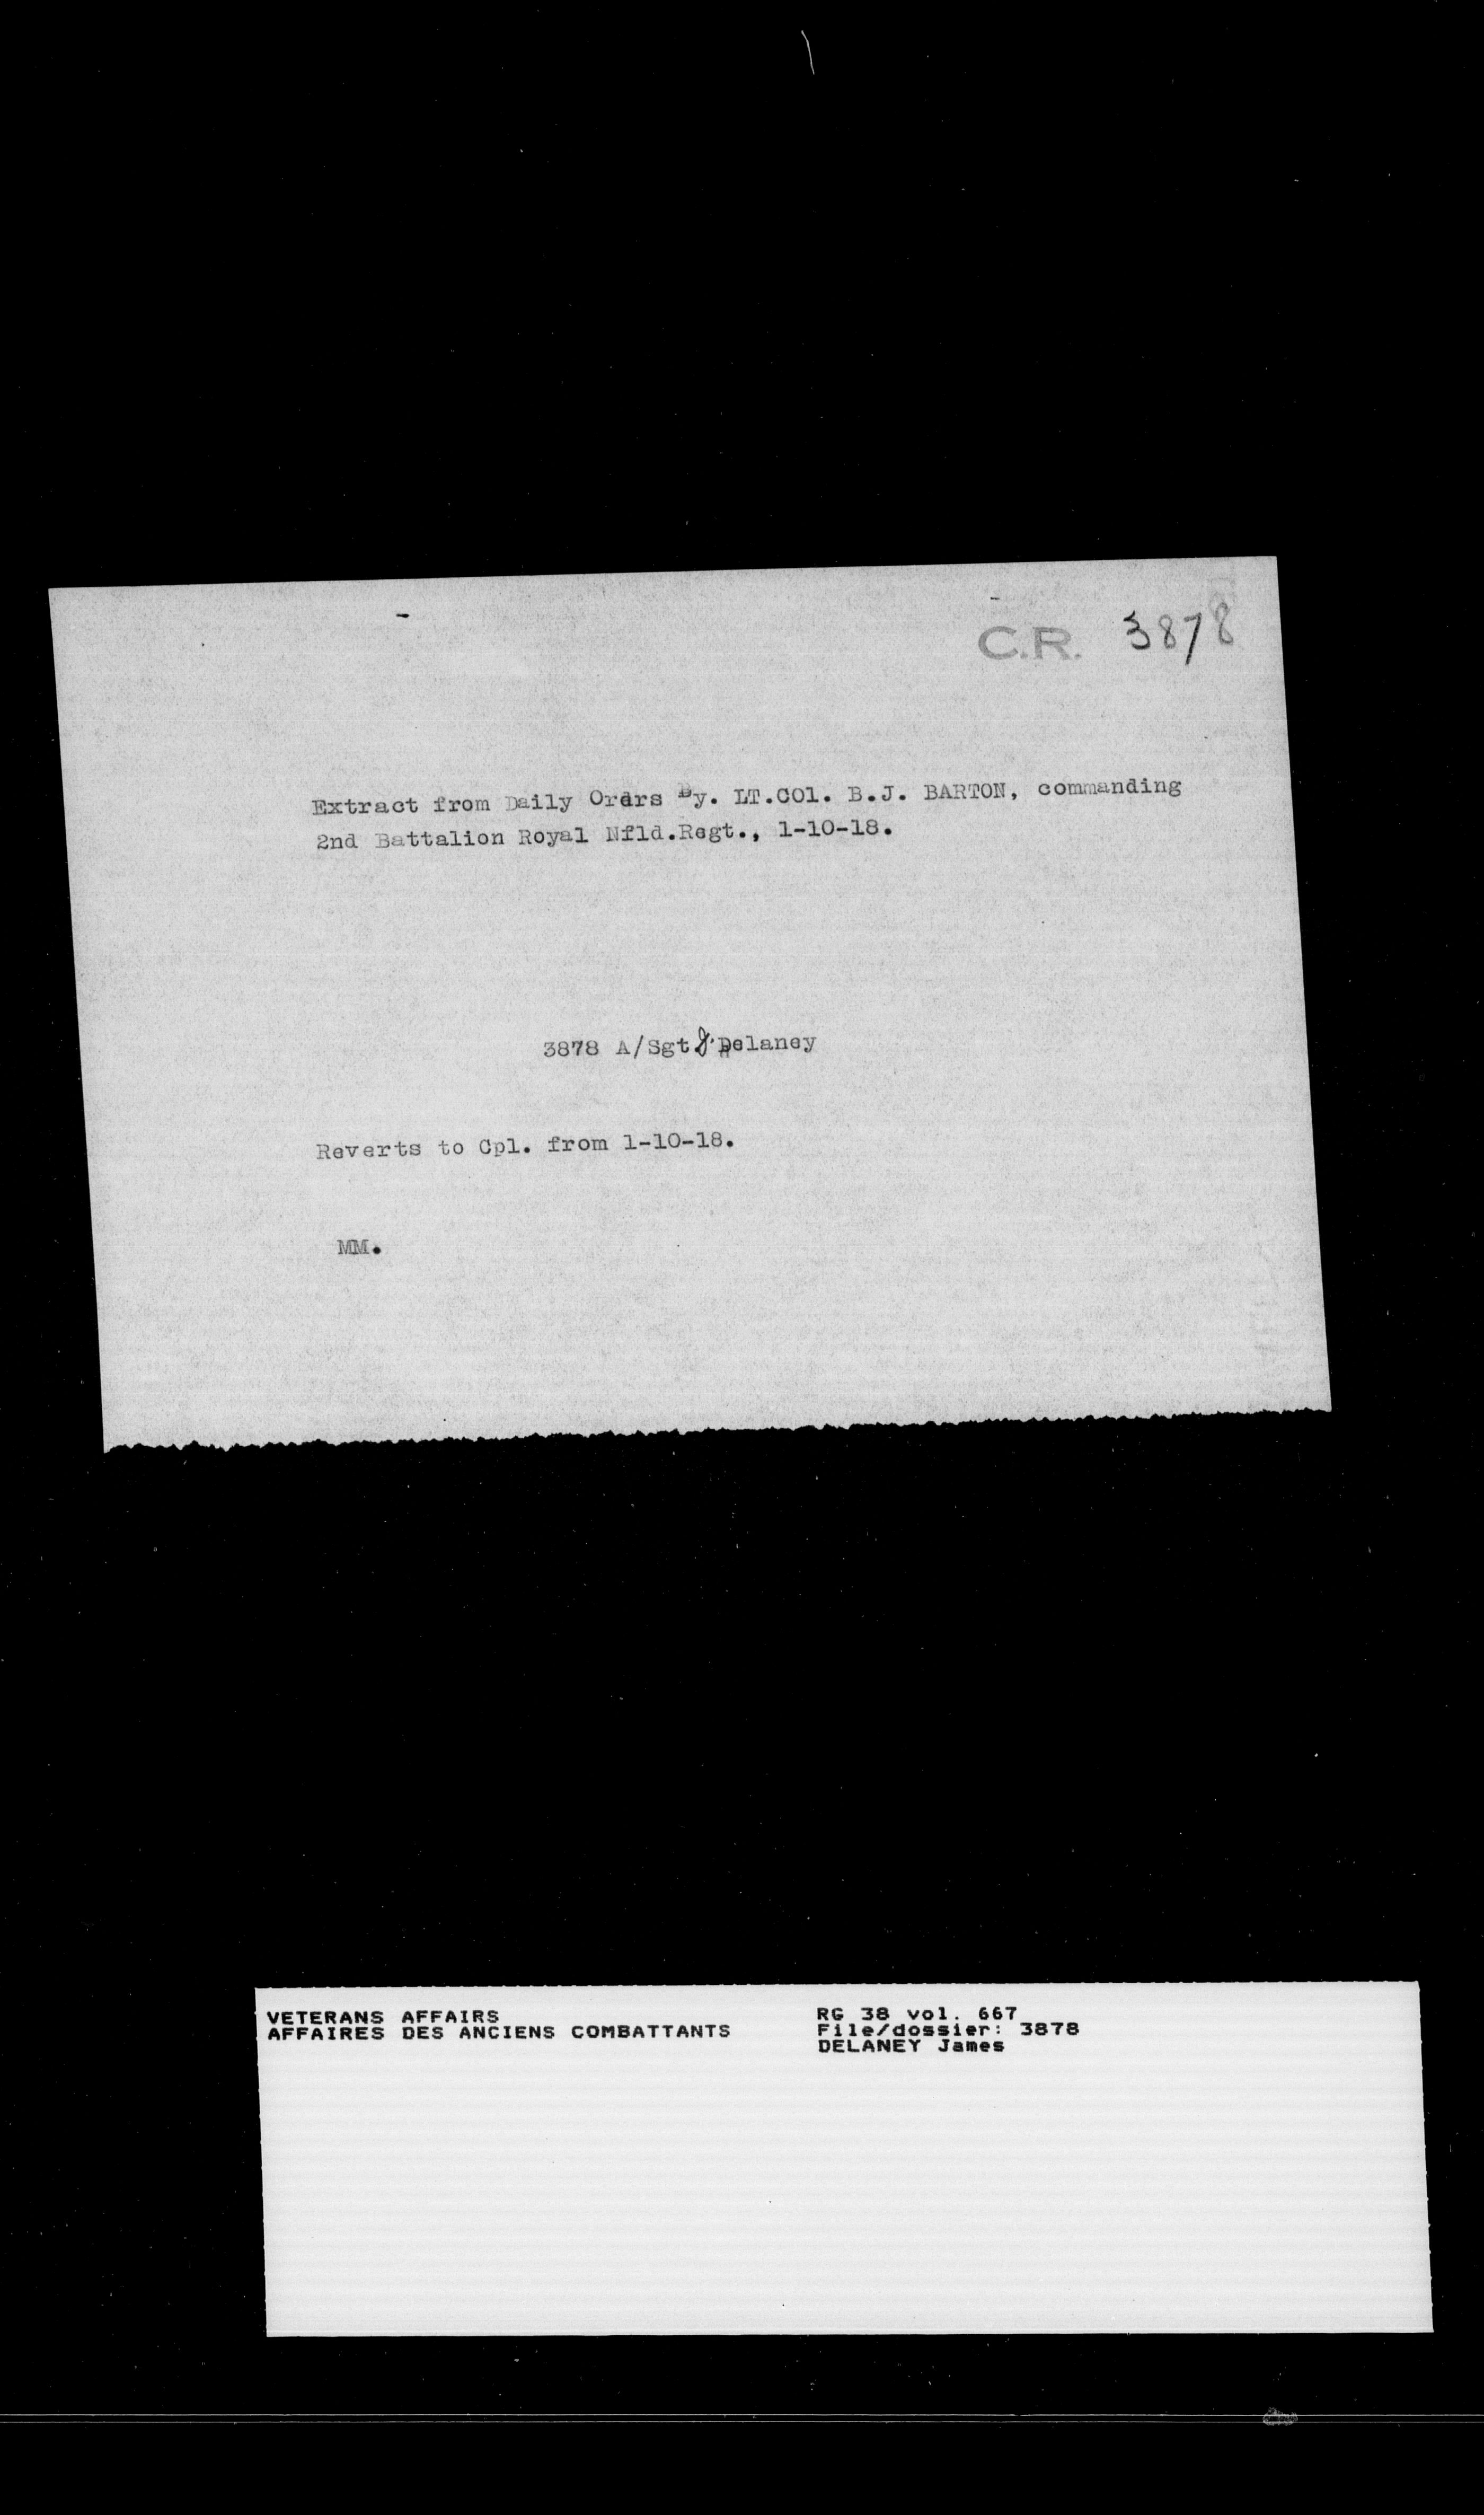 C.R. 3878
Extract from Daily Ordrs By. LT.COl. B.J. BARTON, commanding
2nd Battalion Royal Nfld.Regt., 1-10-18.
3878 A/Sgt J. Delaney
Reverts to Cpl. from 1-10-18.
MM.
VETERANS AFFAIRS
AFFAIRES DES ANCIENS COMBATTANTS
RG 38 vol. 667
File/dossier: 3878
DELANEY James